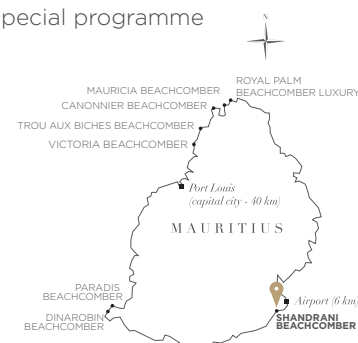 pecial programme
N
ROYAL PALM
BEACHCOMBER LUXURY
MAURICIA BEACHCOMBER
CANONNIER BEACHCOMBER
TROU AUX BICHES BEACHCOMBER
VICTORIA BEACHCOMBER
Port Louis
(capital city - 40 km)
MAURITIUS
PARADIS
BEACHCOMBER
DINAROBIN
BEACHCOMBER
Airport (6 km)
SHANDRANI
BEACHCOMBER